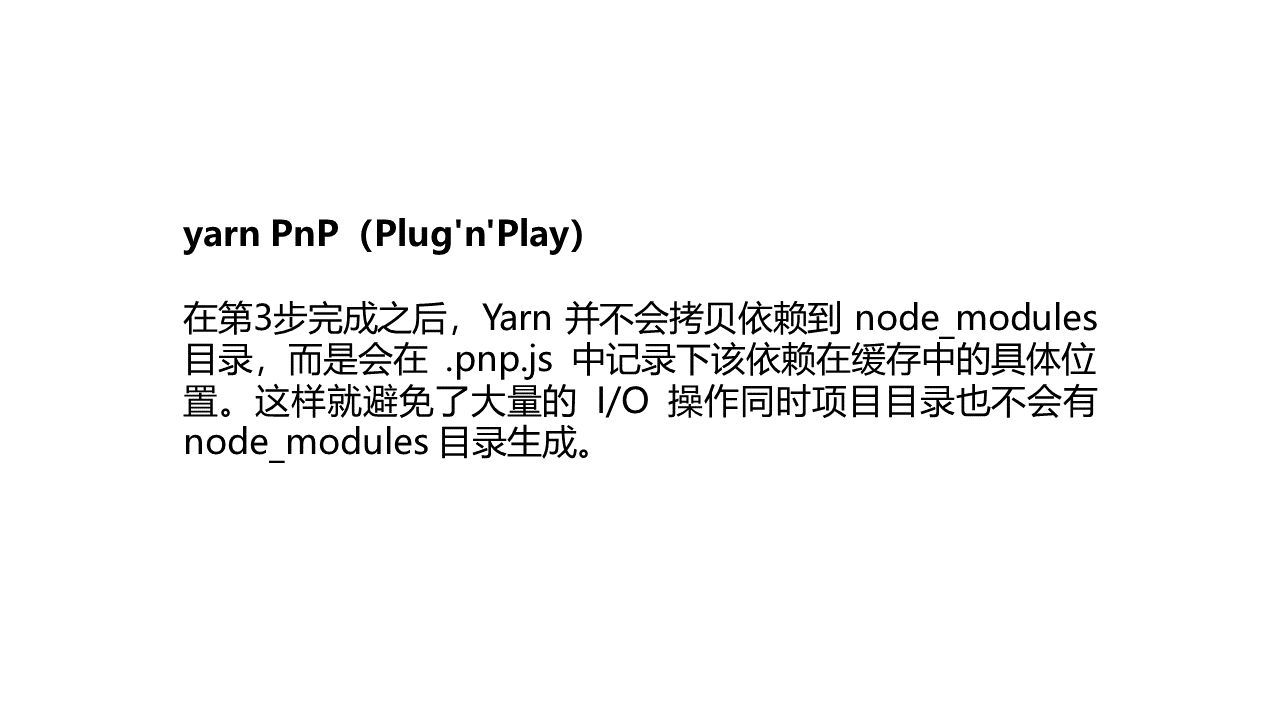 yarn PnP（Plug'n'Play）
在第3步完成之后，Yarn 并不会拷贝依赖到 node_modules
目录，而是会在 .pnp.js 中记录下该依赖在缓存中的具体位
置。这样就避免了大量的 I/O 操作同时项目目录也不会有
node_modules 目录生成。